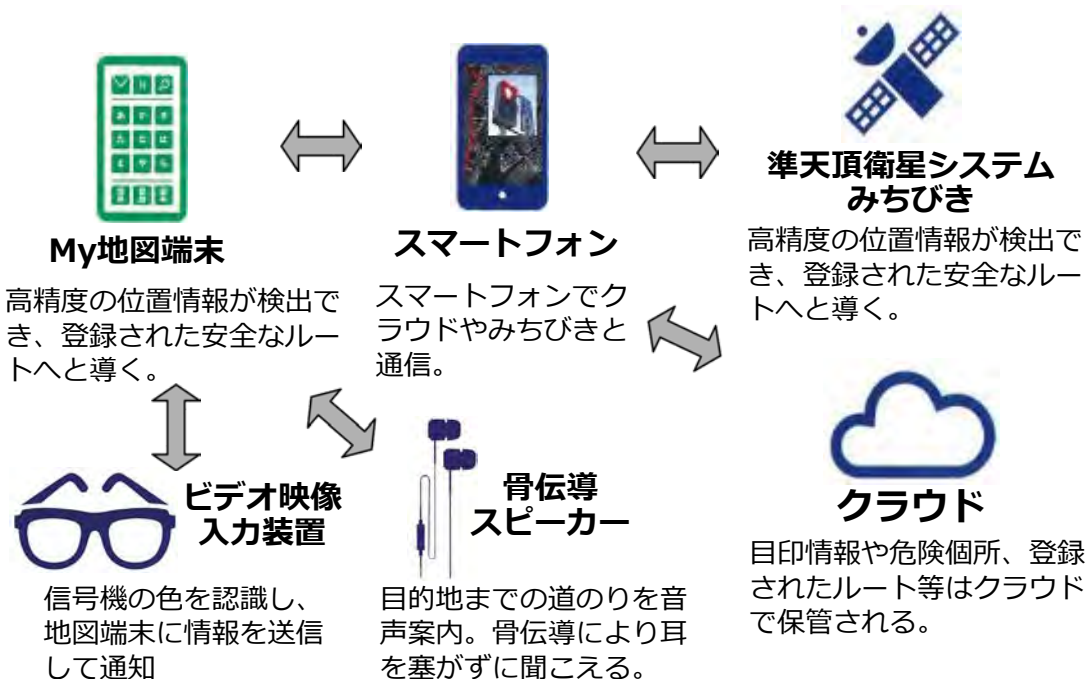 My地図端末
高精度の位置情報が検出で
き、登録された安全なルー
トへと導く。
スマートフォン
スマートフォンでク
ラウドやみちびきと
通信。
準天頂衛星システム
みちびき
高精度の位置情報が検出で
き、登録された安全なルー
トへと導く。
ビデオ映像
入力装置
信号機の色を認識し、
地図端末に情報を送信
して通知
骨伝導
スピーカー
目的地までの道のりを音
声案内。骨伝導により耳
を塞がずに聞こえる。
クラウド
目印情報や危険個所、登録
されたルート等はクラウド
で保管される。